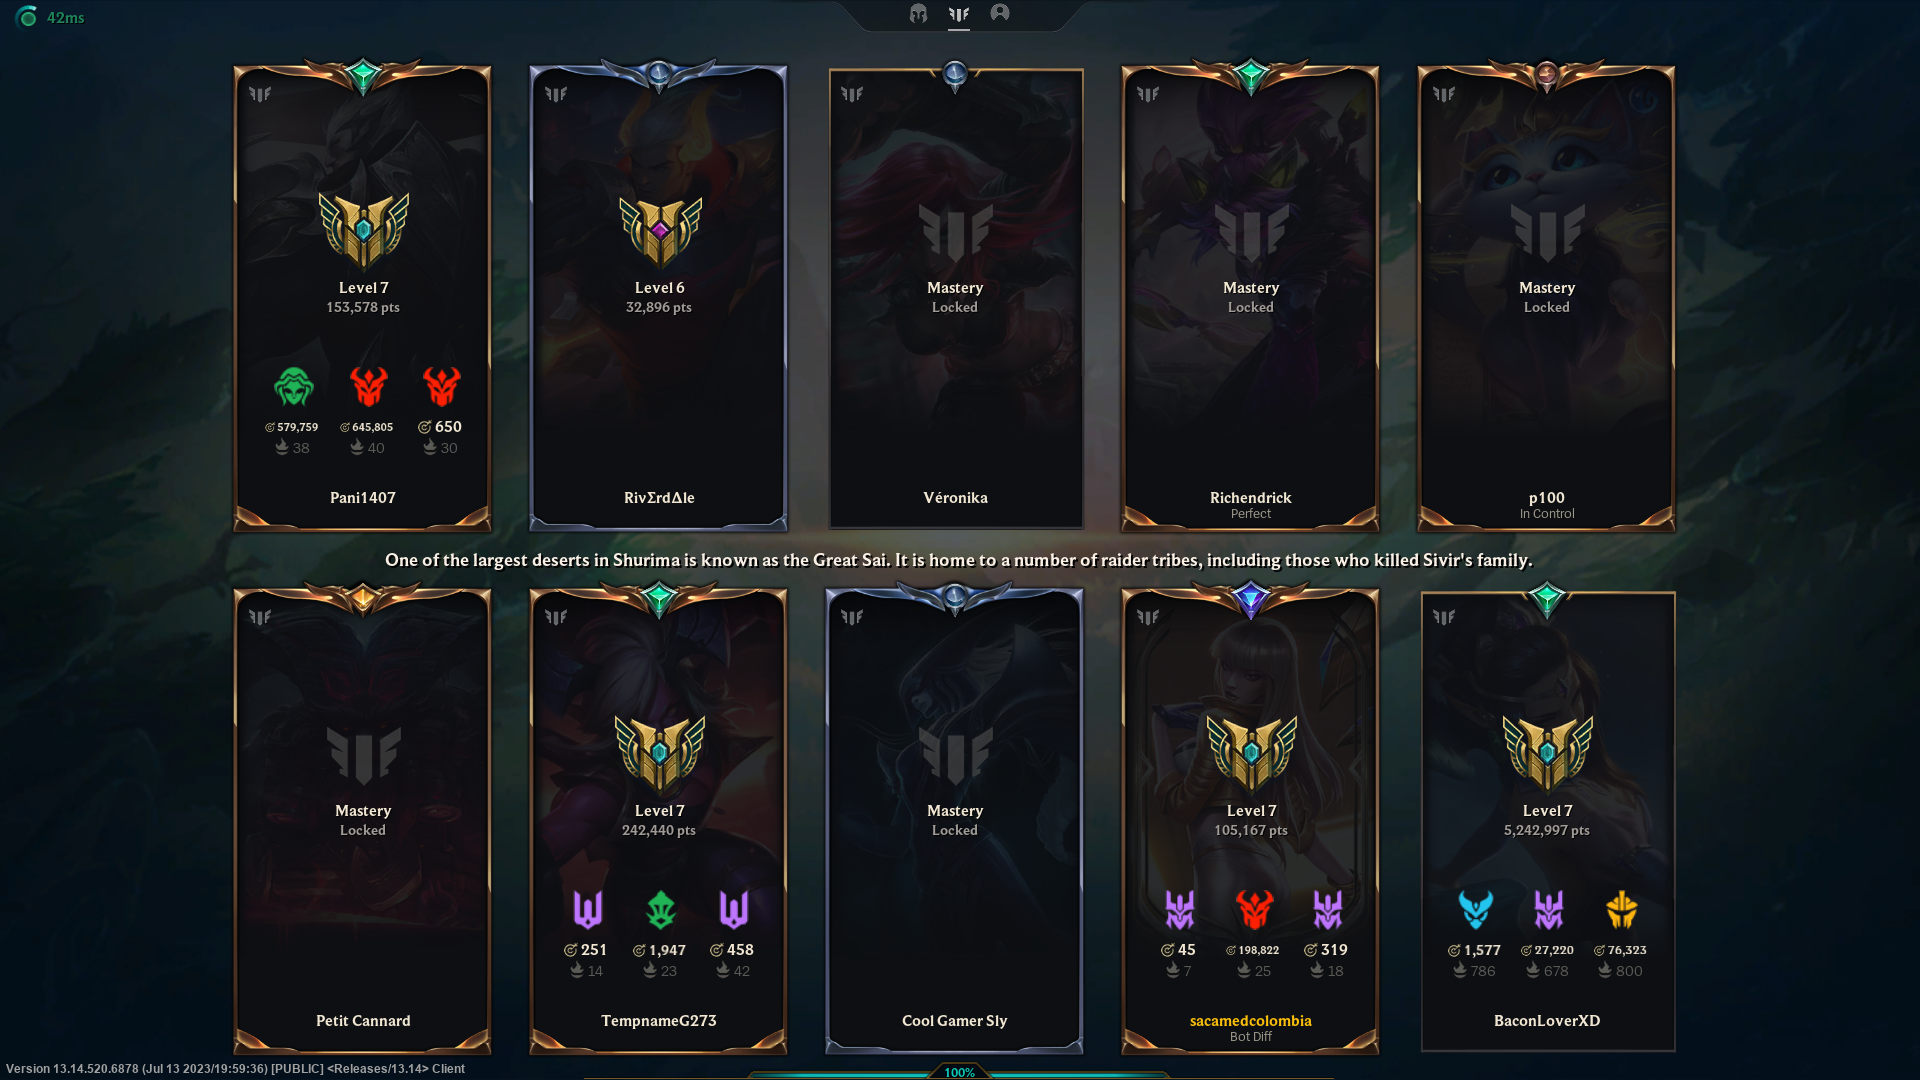 42ms
Level 7
153,578 pts
579,759 645,805 650
38 40 30
Pani1407
Level 6
32,896 pts
RivΣrdΔle
Mastery
Locked
Véronika
Mastery
Locked
Richendrick
Perfect
Mastery
Locked
p100
In Control
One of the largest deserts in Shurima is known as the Great Sai. It is home to a number of raider tribes, including those who killed Sivir's family.
Mastery
Locked
Petit Cannard
Level 7
242,440 pts
251 1,947 458
14 23 42
TempnameG273
Mastery
Locked
Cool Gamer Sly
Level 7
105,167 pts
45 198,822 319
7 25 18
sacamedcolombia
Bot Diff
Level 7
5,242,997 pts
1,577 27,220 76,323
786 678 800
BaconLoverXD
Version 13.14.520.6878 (Jul 13 2023/19:59:36) [PUBLIC] <Releases/13.14> Client
100%